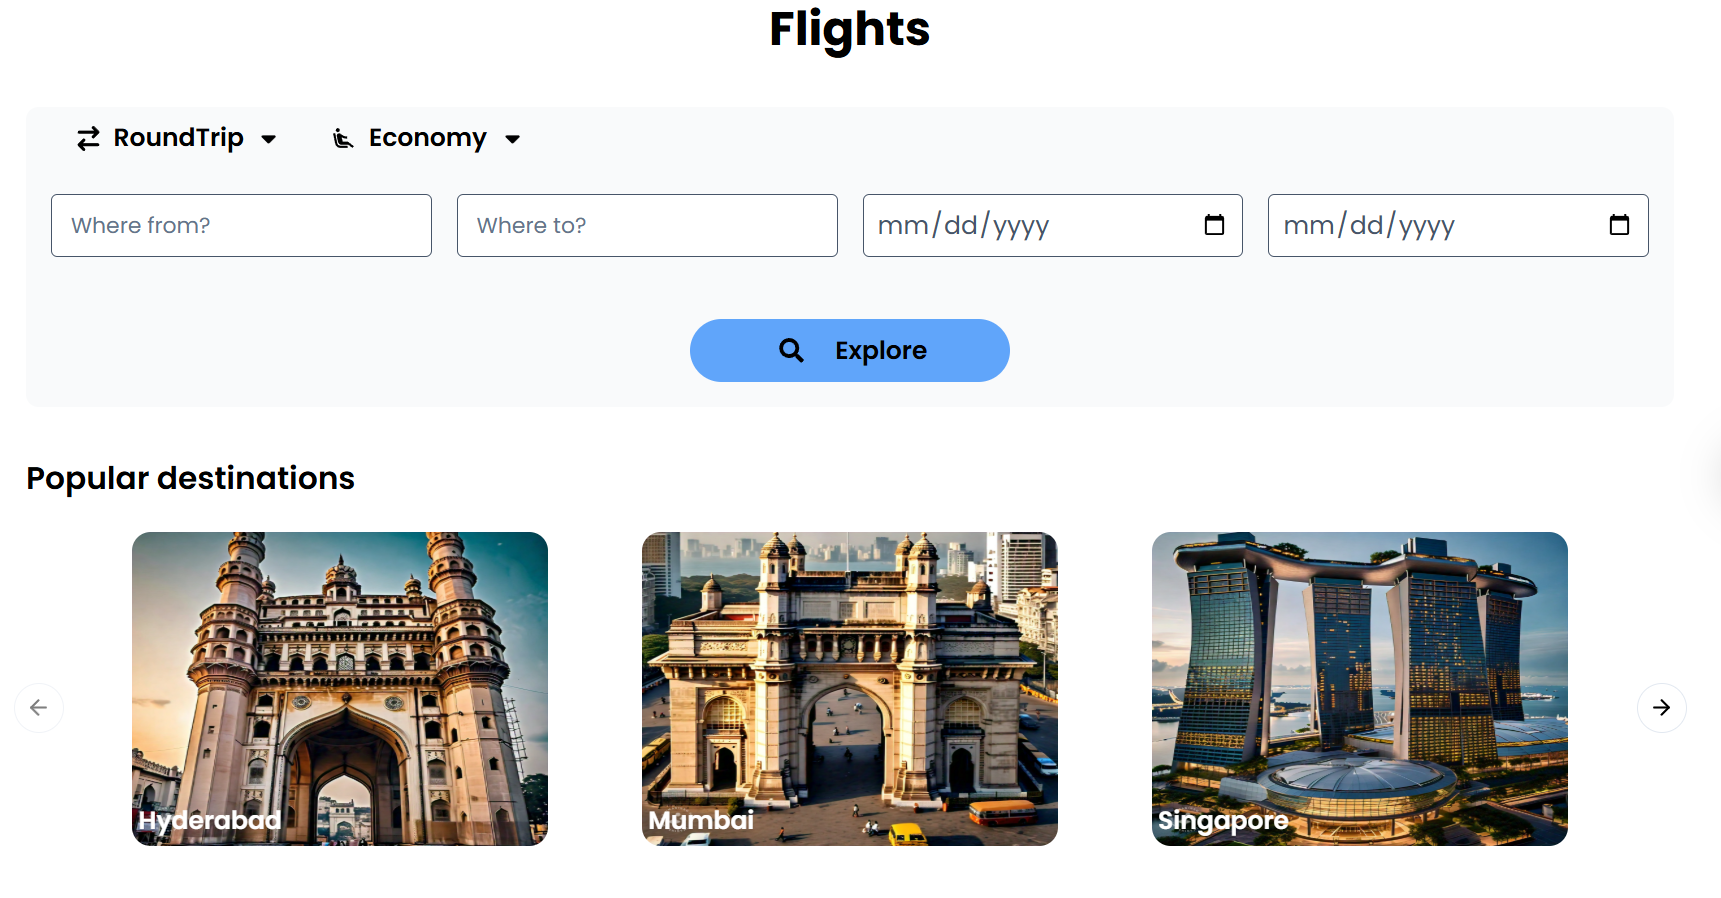 Flights
RoundTrip Economy
Where from? Where to? mm/dd/yyyy mm/dd/yyyy
Explore
Popular destinations
Hyderabad Mumbai Singapore